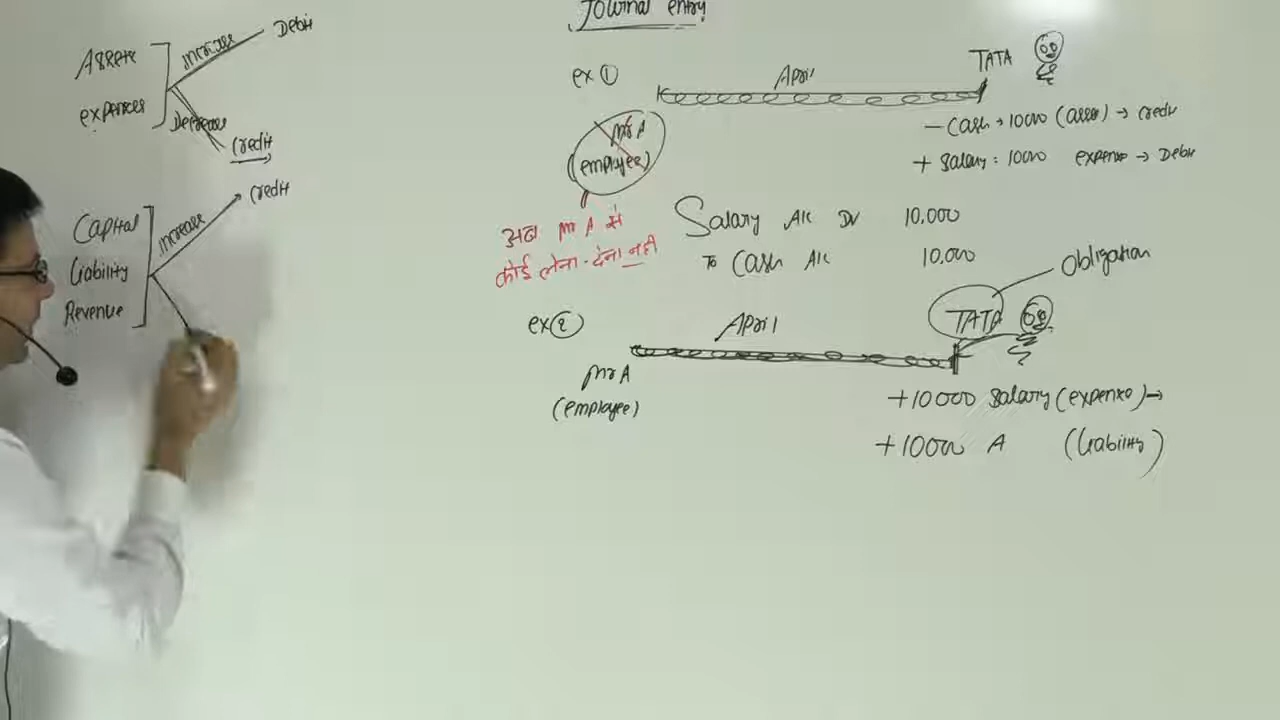 Journal entry
Assets
expenses
increase
Debit
Decrease
credit
Capital
liability
Revenue
increase
credit
ex ①
April
TATA
Mr A
(employee)
- Cash → 10000 (asset) → credit
+ Salary : 10000 expense → Debit
अब Mr A से
कोई लेना-देना नही
Salary A/c Dr 10,000
To Cash A/c 10,000
obligation
ex ②
April
TATA
Mr A
(employee)
+10000 salary (expense) →
+10000 A (liability)